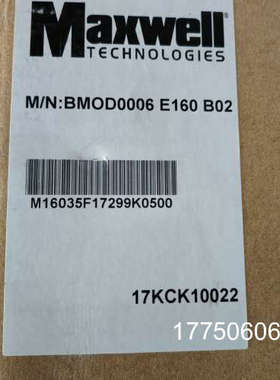 Maxwell
TECHNOLOGIES
M/N:BMOD0006 E160 B02
M16035F17299K0500
17KCK10022
17750606